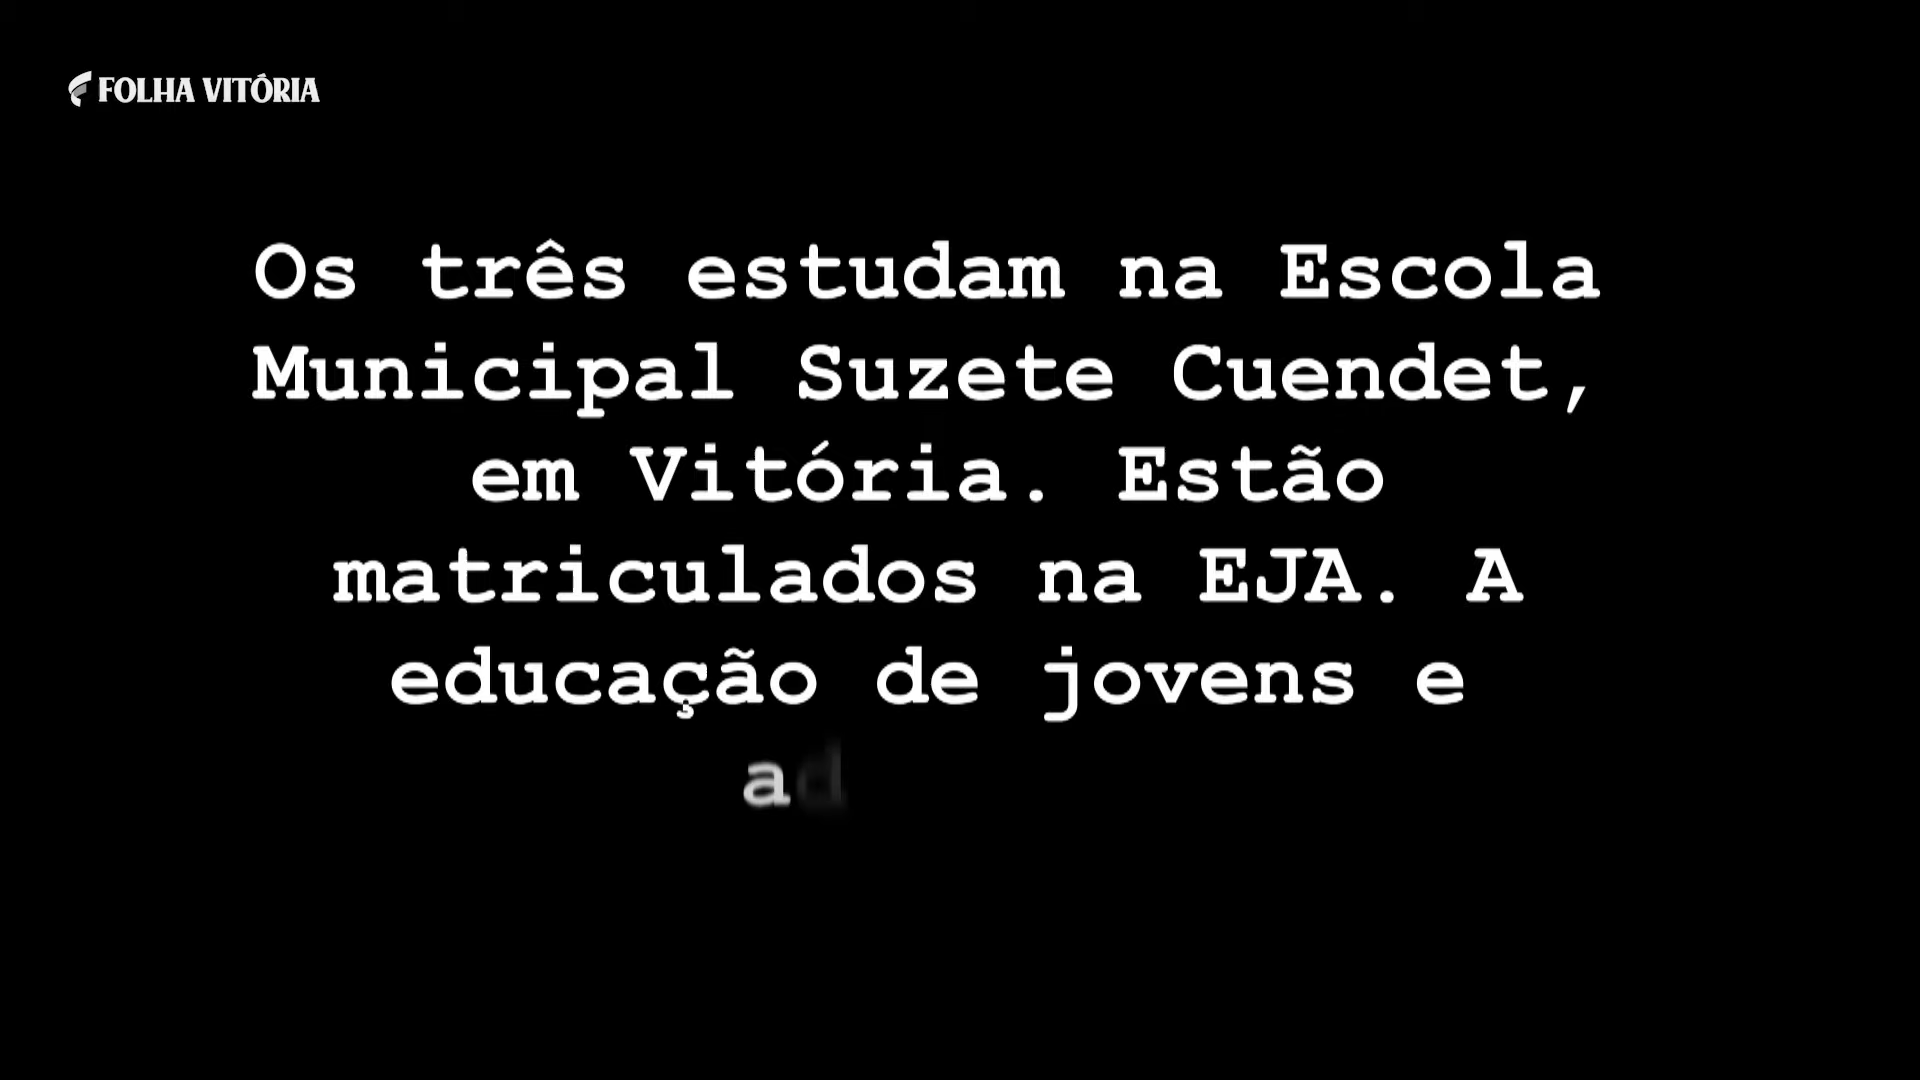 FOLHA VITÓRIA
Os três estudam na Escola
Municipal Suzete Cuendet,
em Vitória. Estão
matriculados na EJA. A
educação de jovens e
ad